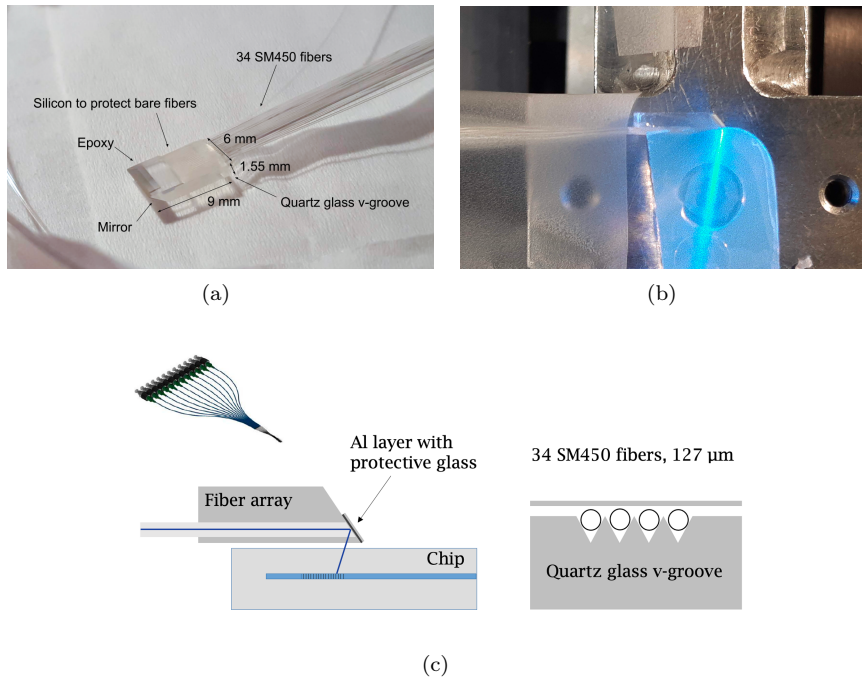 34 SM450 fibers
Silicon to protect bare fibers
Epoxy
6 mm
1.55 mm
9 mm
Quartz glass v-groove
Mirror
(a)
(b)
Al layer with
protective glass
34 SM450 fibers, 127 µm
Fiber array
Chip
Quartz glass v-groove
(c)